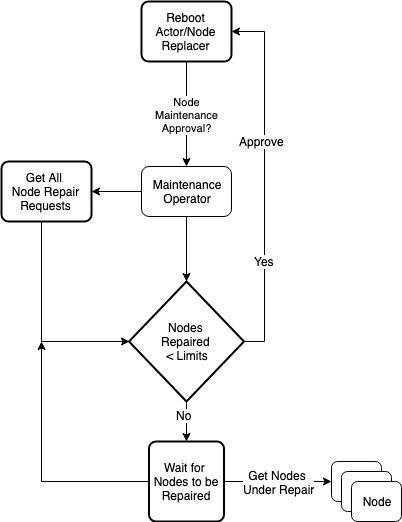 Reboot
Actor/Node
Replacer
Node
Maintenance
Approval?
Approve
Get All
Node Repair
Requests
Maintenance
Operator
Yes
Nodes
Repaired
< Limits
No
Wait for
Nodes to be
Repaired
Get Nodes
Under Repair
Node